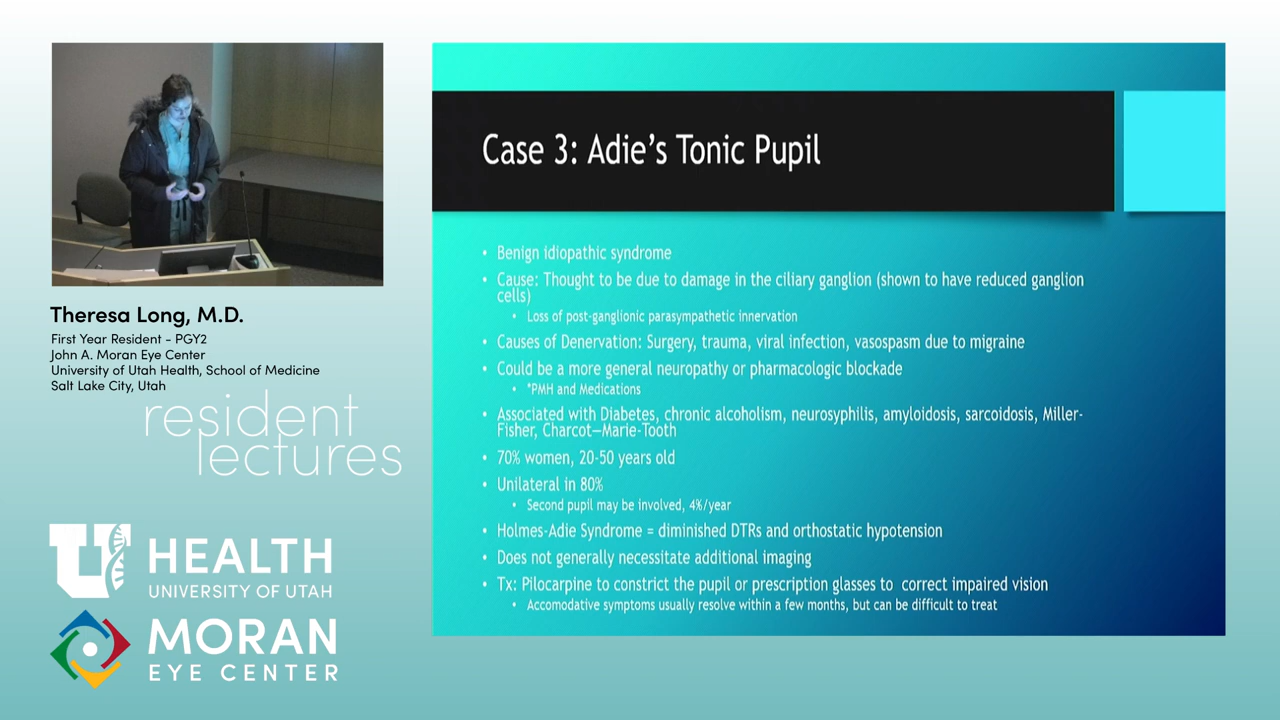 Case 3: Adie's Tonic Pupil
• Benign idiopathic syndrome
• Cause: Thought to be due to damage in the ciliary ganglion (shown to have reduced ganglion
cells)
• Loss of post-ganglionic parasympathetic innervation
• Causes of Denervation: Surgery, trauma, viral infection, vasospasm due to migraine
• Could be a more general neuropathy or pharmacologic blockade
• *PMH and Medications
• Associated with Diabetes, chronic alcoholism, neurosyphilis, amyloidosis, sarcoidosis, Miller-
Fisher, Charcot—Marie-Tooth
• 70% women, 20-50 years old
• Unilateral in 80%
• Second pupil may be involved, 4%/year
• Holmes-Adie Syndrome = diminished DTRs and orthostatic hypotension
• Does not generally necessitate additional imaging
• Tx: Pilocarpine to constrict the pupil or prescription glasses to  correct impaired vision
• Accomodative symptoms usually resolve within a few months, but can be difficult to treat
Theresa Long, M.D.
First Year Resident - PGY2
John A. Moran Eye Center
University of Utah Health, School of Medicine
Salt Lake City, Utah
resident
lectures
U HEALTH
UNIVERSITY OF UTAH
MORAN
EYE CENTER